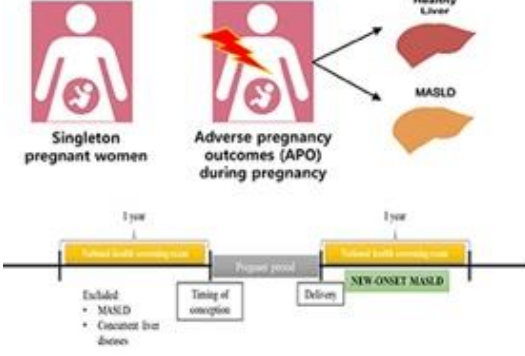 Healthy
Liver
MASLD
Singleton
pregnant women
Adverse pregnancy
outcomes (APO)
during pregnancy
1 year
1 year
National health screening exam
Pregnant period
National health screening exam
Excluded:
• MASLD
• Concurrent liver
diseases
Timing of
conception
Delivery
NEW-ONSET MASLD